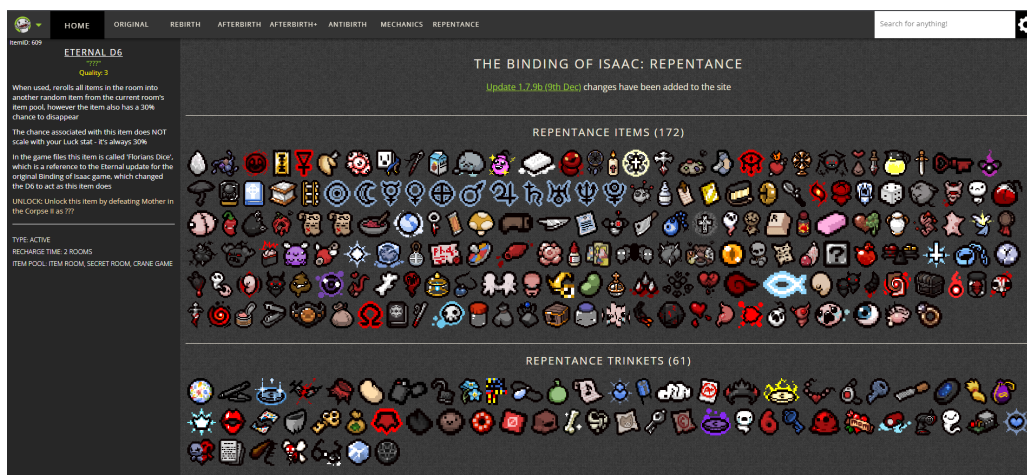 HOME
ORIGINAL
REBIRTH
AFTERBIRTH
AFTERBIRTH+
ANTIBIRTH
MECHANICS
REPENTANCE
Search for anything!
ItemID: 609
ETERNAL D6
"???"
Quality: 3
When used, rerolls all items in the room into
another random item from the current room's
item pool, however the item also has a 30%
chance to disappear
The chance associated with this item does NOT
scale with your Luck stat - it's always 30%
In the game files this item is called 'Florians Dice',
which is a reference to the Eternal update for the
original Binding of Isaac game, which changed
the D6 to act as this item does
UNLOCK: Unlock this item by defeating Mother in
the Corpse II as ???
TYPE: ACTIVE
RECHARGE TIME: 2 ROOMS
ITEM POOL: ITEM ROOM, SECRET ROOM, CRANE GAME
THE BINDING OF ISAAC: REPENTANCE
Update 1.7.9b (9th Dec) changes have been added to the site
REPENTANCE ITEMS (172)
REPENTANCE TRINKETS (61)